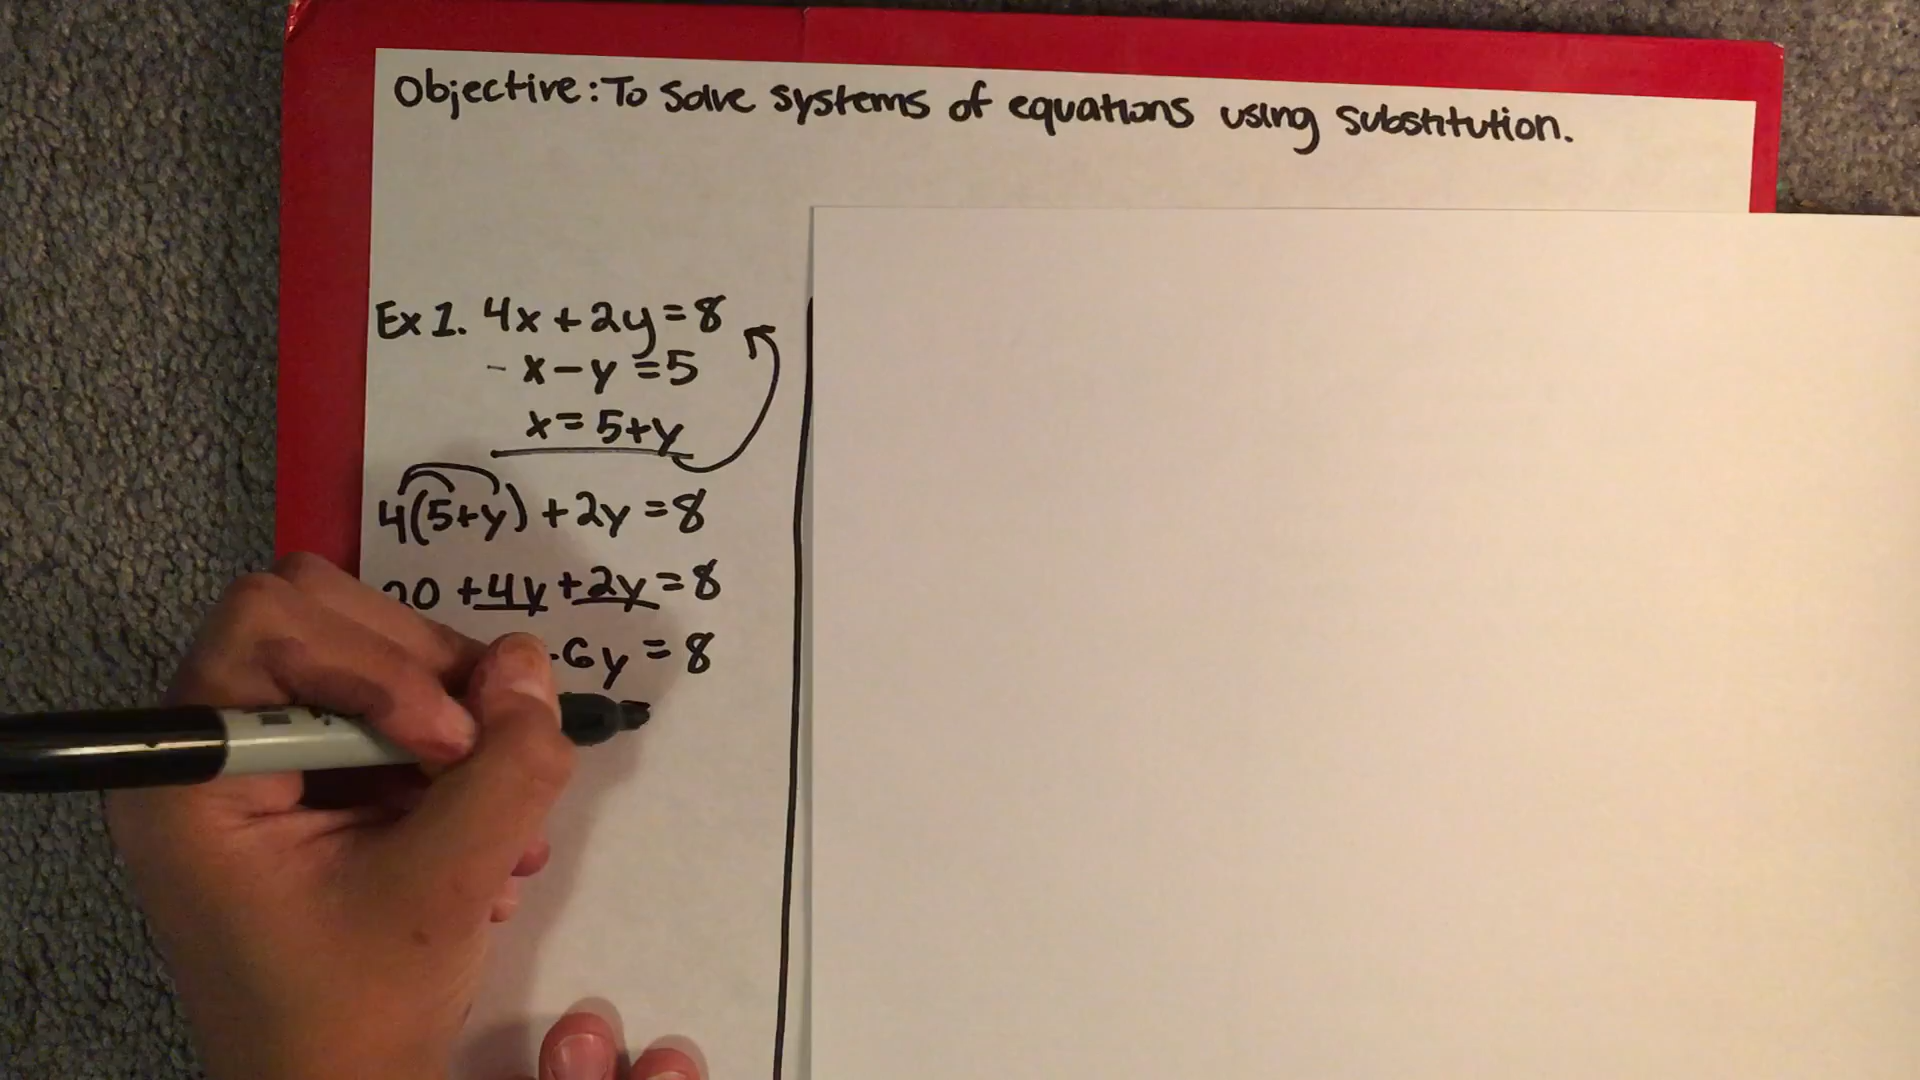 Objective: To solve systems of equations using substitution.
Ex 1. 4x + 2y = 8
- x - y = 5
x = 5+y
4(5+y) + 2y = 8
20 + 4y + 2y = 8
6y = 8